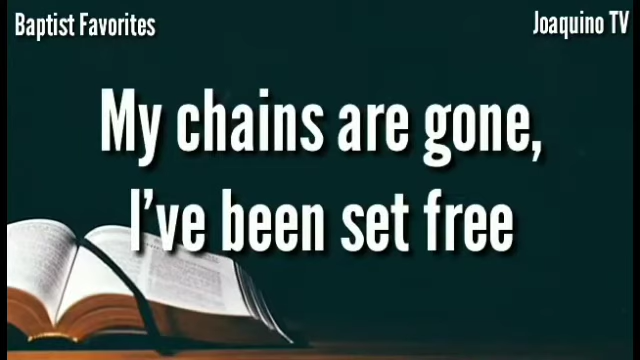 Baptist Favorites
Joaquino TV
My chains are gone,
I've been set free